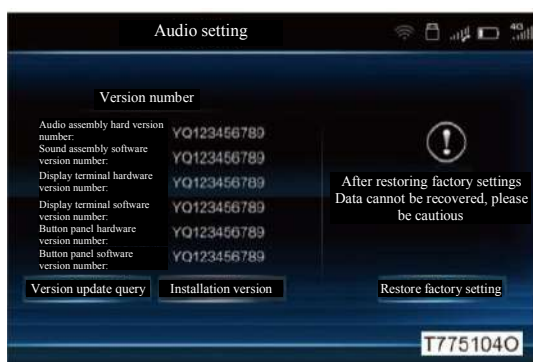 Audio setting
4G
Version number
Audio assembly hard version
number:
YQ123456789
Sound assembly software
version number:
YQ123456789
Display terminal hardware
version number:
YQ123456789
Display terminal software
version number:
YQ123456789
Button panel hardware
version number:
YQ123456789
Button panel software
version number:
YQ123456789
After restoring factory settings
Data cannot be recovered, please
be cautious
Version update query
Installation version
Restore factory setting
T775104O